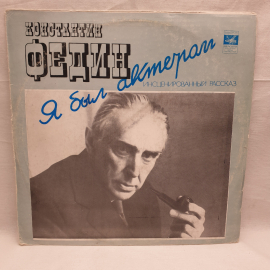 КОНСТАНТИН
ФЕДИН
Я был актером
ИНСЦЕНИРОВАННЫЙ РАССКАЗ